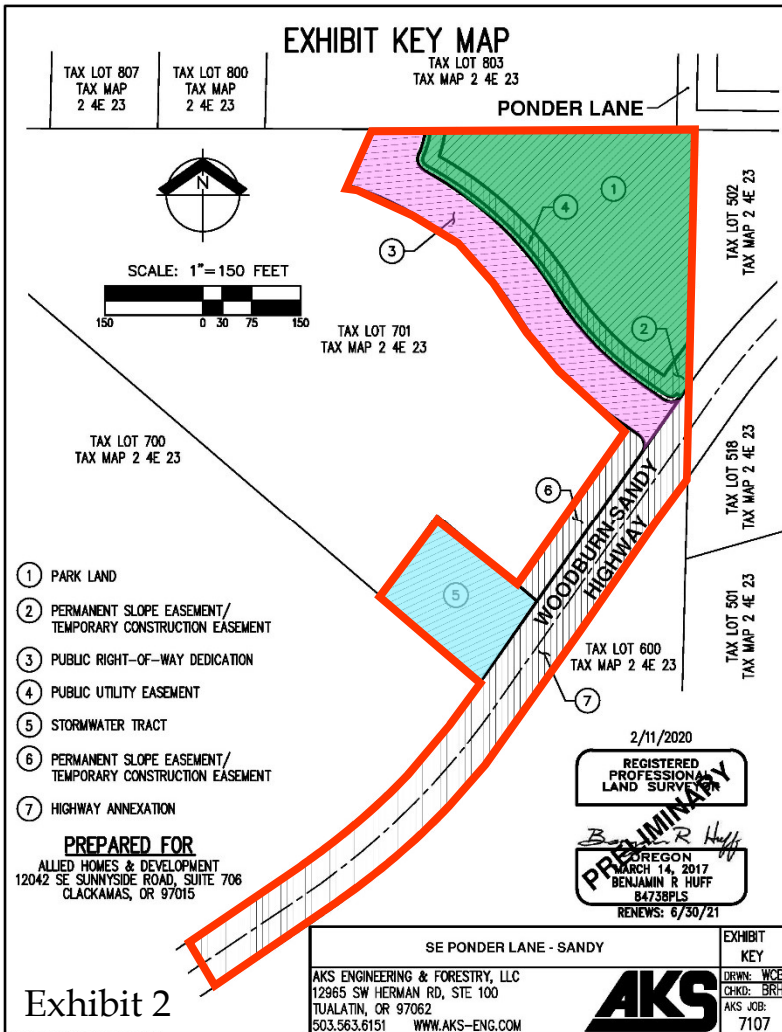 EXHIBIT KEY MAP
TAX LOT 807
TAX MAP
2 4E 23
TAX LOT 800
TAX MAP
2 4E 23
TAX LOT 803
TAX MAP 2 4E 23
PONDER LANE
N
1
4
3
2
TAX LOT 502
TAX MAP 2 4E 23
SCALE: 1"=150 FEET
150 0 30 75 150
TAX LOT 701
TAX MAP 2 4E 23
TAX LOT 700
TAX MAP 2 4E 23
TAX LOT 518
TAX MAP 2 4E 23
6
WOODBURN-SANDY
HIGHWAY
5
TAX LOT 501
TAX MAP 2 4E 23
TAX LOT 600
TAX MAP 2 4E 23
7
1 PARK LAND
2 PERMANENT SLOPE EASEMENT/
TEMPORARY CONSTRUCTION EASEMENT
3 PUBLIC RIGHT-OF-WAY DEDICATION
4 PUBLIC UTILITY EASEMENT
5 STORMWATER TRACT
6 PERMANENT SLOPE EASEMENT/
TEMPORARY CONSTRUCTION EASEMENT
7 HIGHWAY ANNEXATION
PREPARED FOR
ALLIED HOMES & DEVELOPMENT
12042 SE SUNNYSIDE ROAD, SUITE 706
CLACKAMAS, OR 97015
2/11/2020
REGISTERED
PROFESSIONAL
LAND SURVEYOR
PRELIMINARY
OREGON
MARCH 14, 2017
BENJAMIN R HUFF
84738PLS
RENEWS: 6/30/21
Exhibit 2
SE PONDER LANE - SANDY
AKS ENGINEERING & FORESTRY, LLC
12965 SW HERMAN RD, STE 100
TUALATIN, OR 97062
503.563.6151 WWW.AKS-ENG.COM
AKS
EXHIBIT
KEY
DRWN: WCB
CHKD: BRH
AKS JOB:
7107